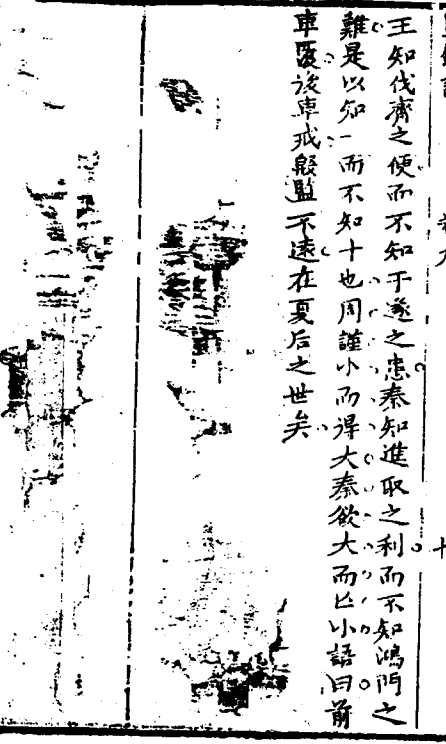 王知伐齊之便而不知干遂之患秦知進取之利而不知鴻門之
難是以知一而不知十也周謹小而得大秦欲大而亡小語曰前
車覆後車戒殷監不遠在夏后之世矣